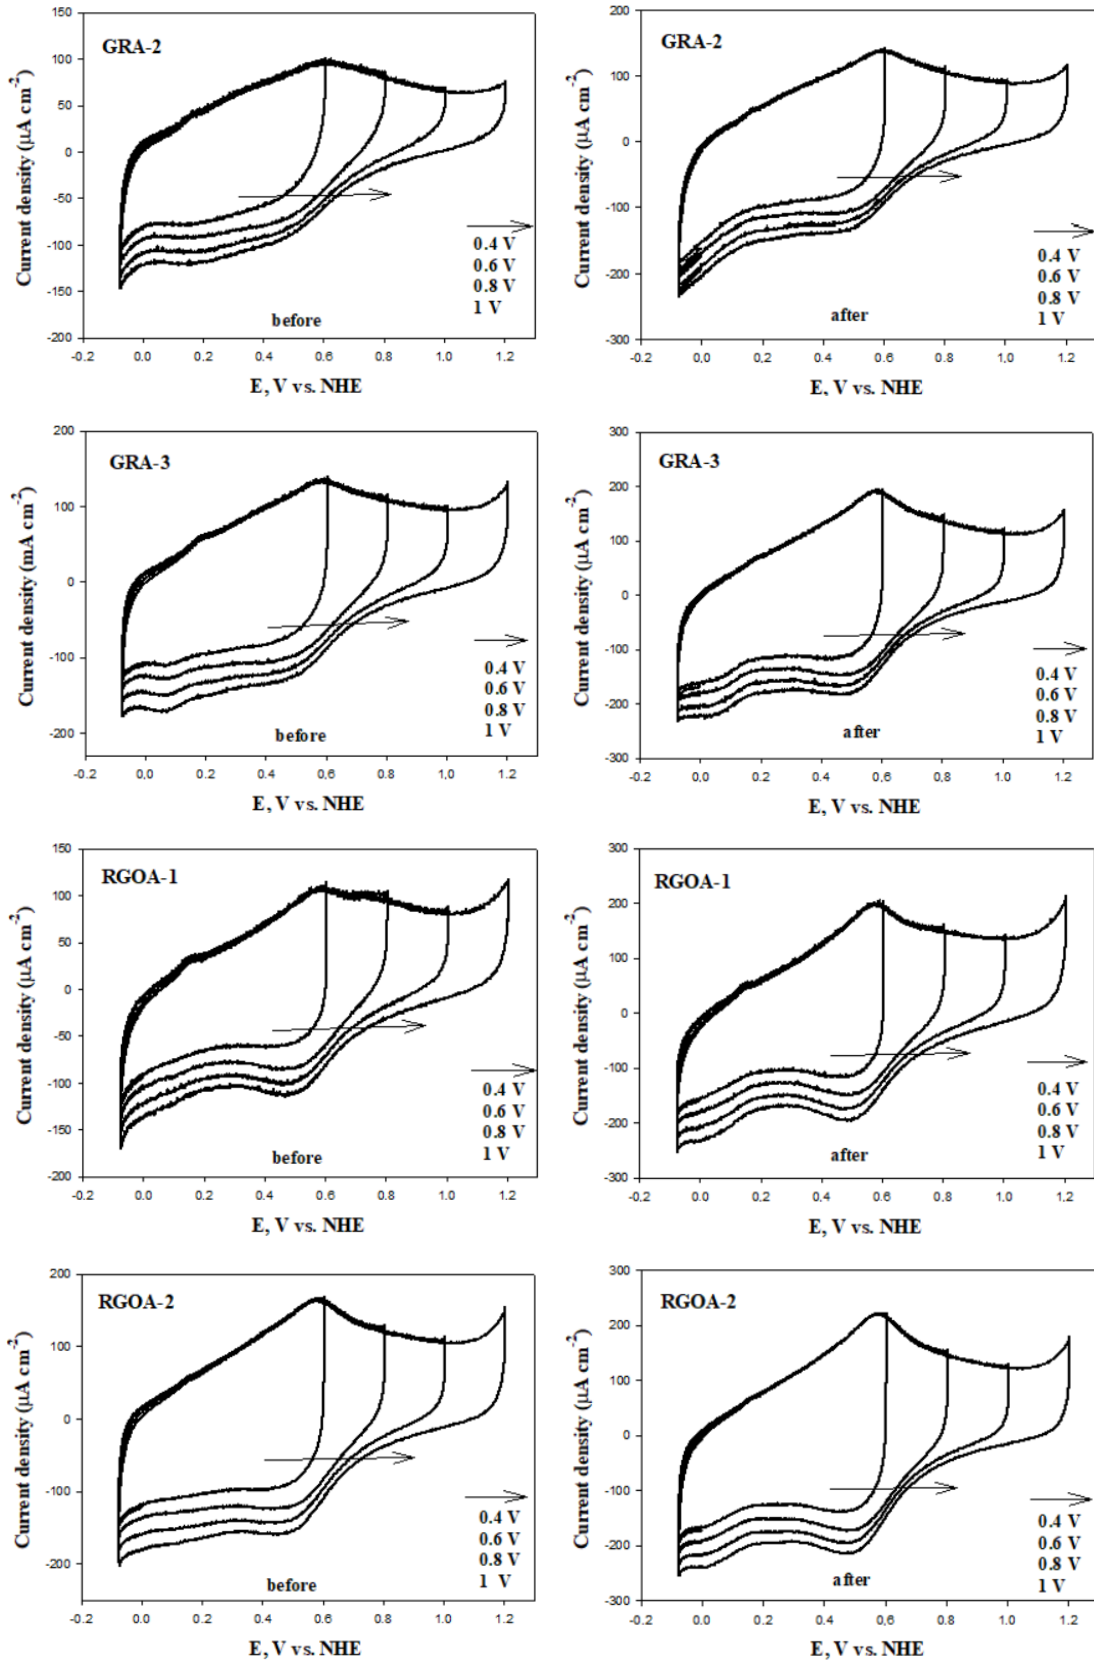 150
GRA-2
100
50
0
-50
-100
-150
-200
Current density (µA cm-2)
0.4 V
0.6 V
0.8 V
1 V
before
-0.2 0.0 0.2 0.4 0.6 0.8 1.0 1.2
E, V vs. NHE
200
GRA-2
100
0
-100
-200
-300
Current density (µA cm-2)
0.4 V
0.6 V
0.8 V
1 V
after
-0.2 0.0 0.2 0.4 0.6 0.8 1.0 1.2
E, V vs. NHE
200
GRA-3
100
0
-100
-200
Current density (mA cm-2)
0.4 V
0.6 V
0.8 V
1 V
before
-0.2 0,0 0.2 0.4 0.6 0.8 1.0 1.2
E, V vs. NHE
300
GRA-3
200
100
0
-100
-200
-300
Current density (µA cm-2)
0.4 V
0.6 V
0.8 V
1 V
after
-0.2 0.0 0.2 0.4 0.6 0.8 1.0 1.2
E, V vs. NHE
150
RGOA-1
100
50
0
-50
-100
-150
-200
Current density (µA cm-2)
0.4 V
0.6 V
0.8 V
1 V
before
-0.2 0.0 0.2 0.4 0.6 0.8 1.0 1.2
E, V vs. NHE
300
RGOA-1
200
100
0
-100
-200
-300
Current density (µA cm-2)
0.4 V
0.6 V
0.8 V
1 V
after
-0.2 0.0 0.2 0.4 0.6 0.8 1.0 1.2
E, V vs. NHE
200
RGOA-2
100
0
-100
-200
Current density (µA cm-2)
0.4 V
0.6 V
0.8 V
1 V
before
-0.2 0.0 0.2 0.4 0.6 0.8 1.0 1.2
E, V vs. NHE
300
RGOA-2
200
100
0
-100
-200
-300
Current density (µA cm-2)
0.4 V
0.6 V
0.8 V
1 V
after
-0.2 0.0 0.2 0.4 0.6 0.8 1.0 1.2
E, V vs. NHE